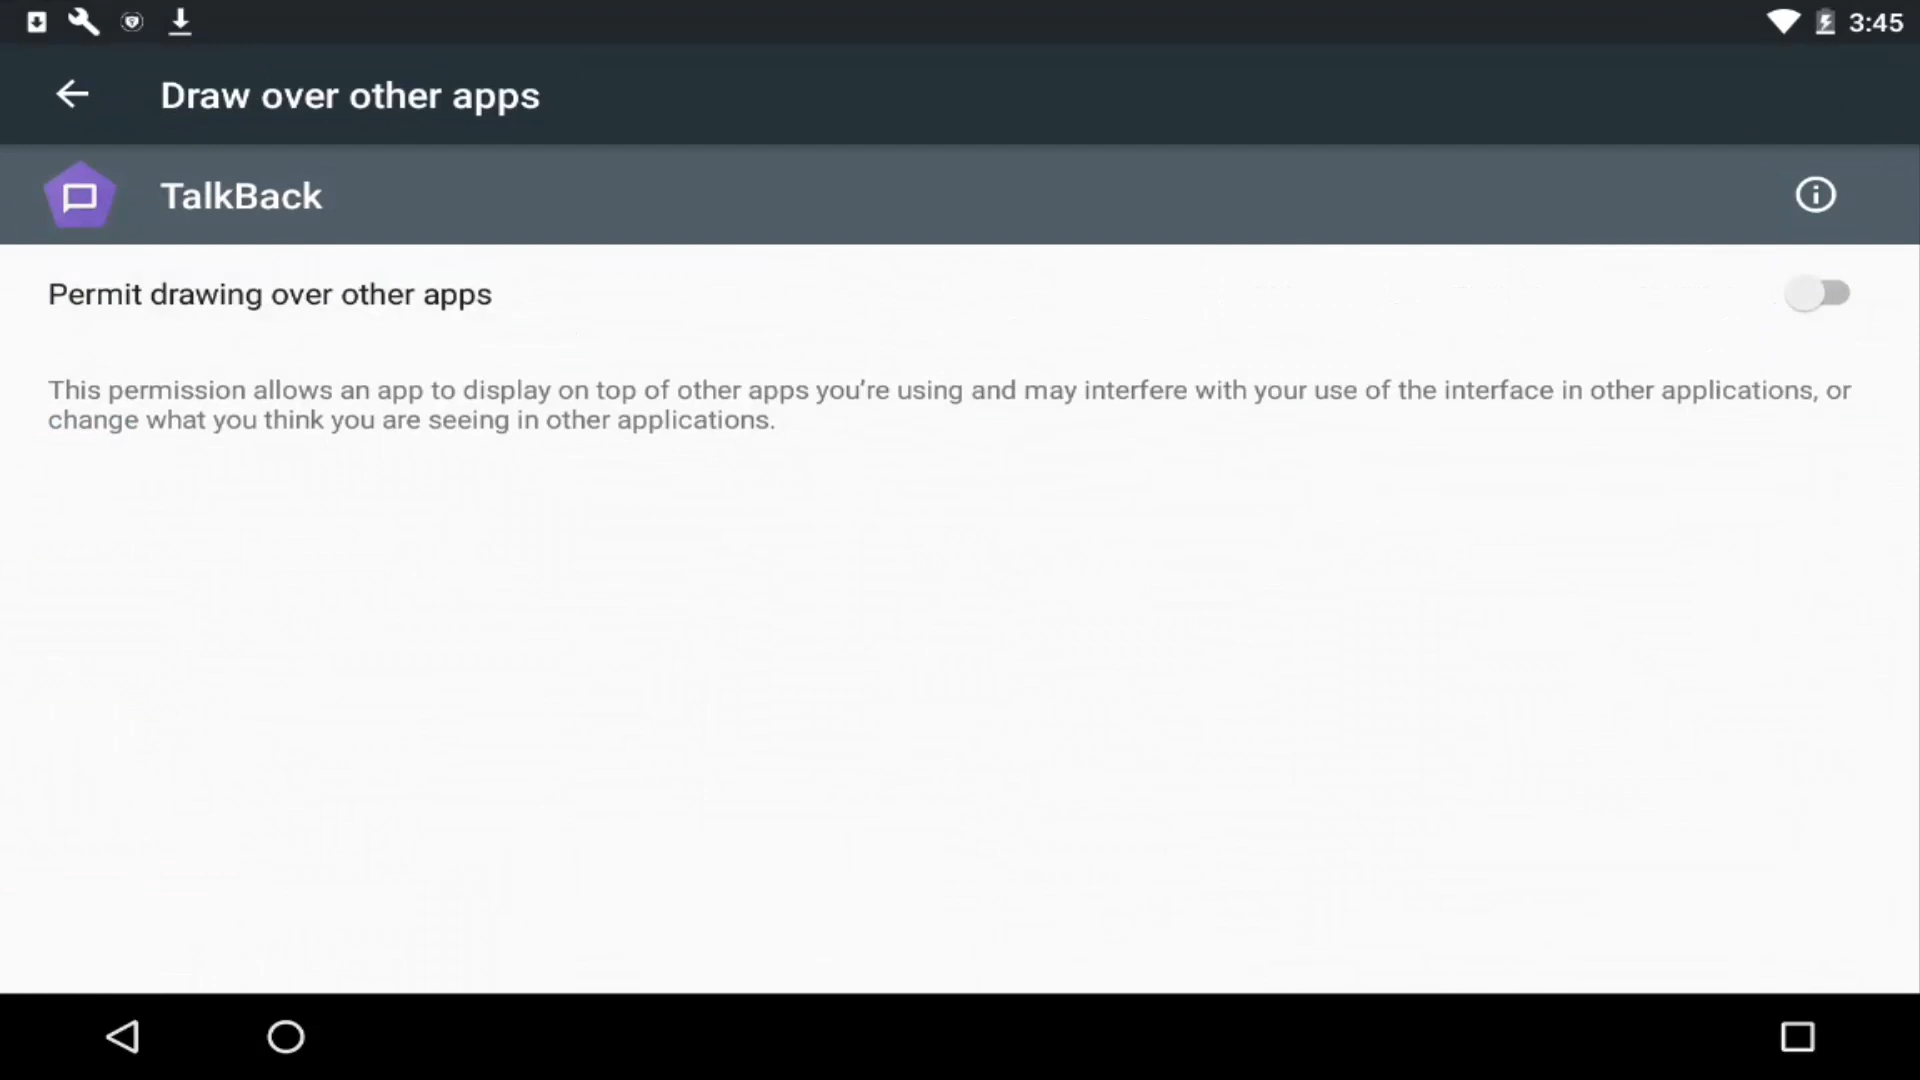 3:45
Draw over other apps
TalkBack
Permit drawing over other apps
This permission allows an app to display on top of other apps you’re using and may interfere with your use of the interface in other applications, or
change what you think you are seeing in other applications.